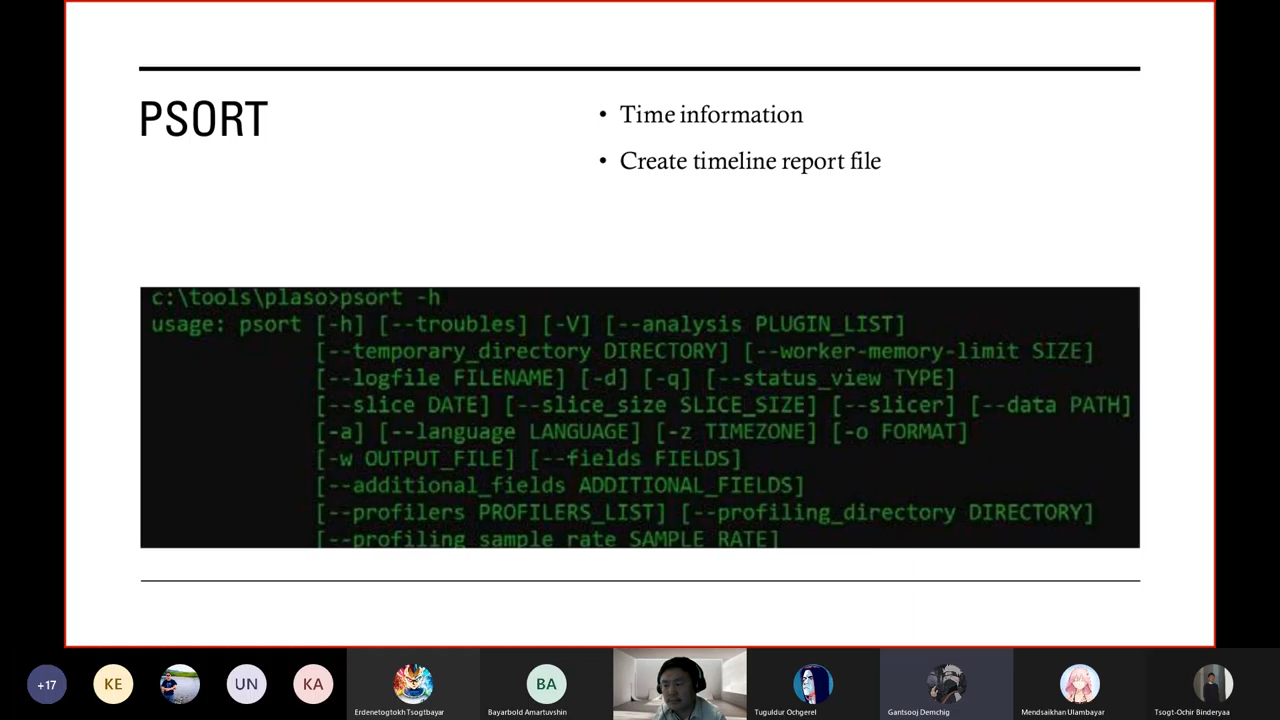 PSORT
• Time information
• Create timeline report file
c:\tools\plaso>psort -h
usage: psort [-h] [--troubles] [-V] [--analysis PLUGIN_LIST]
[--temporary_directory DIRECTORY] [--worker-memory-limit SIZE]
[--logfile FILENAME] [-d] [-q] [--status_view TYPE]
[--slice DATE] [--slice_size SLICE_SIZE] [--slicer] [--data PATH]
[-a] [--language LANGUAGE] [-z TIMEZONE] [-o FORMAT]
[-w OUTPUT_FILE] [--fields FIELDS]
[--additional_fields ADDITIONAL_FIELDS]
[--profilers PROFILERS_LIST] [--profiling_directory DIRECTORY]
[--profiling_sample_rate SAMPLE_RATE]
+17
KE
UN
KA
BA
Erdenetogtokh Tsogtbayar
Bayarbold Amartuvshin
Tuguldur Ochgerel
Gantsooj Demchig
Mendsaikhan Ulambayar
Tsogt-Ochir Binderyaa